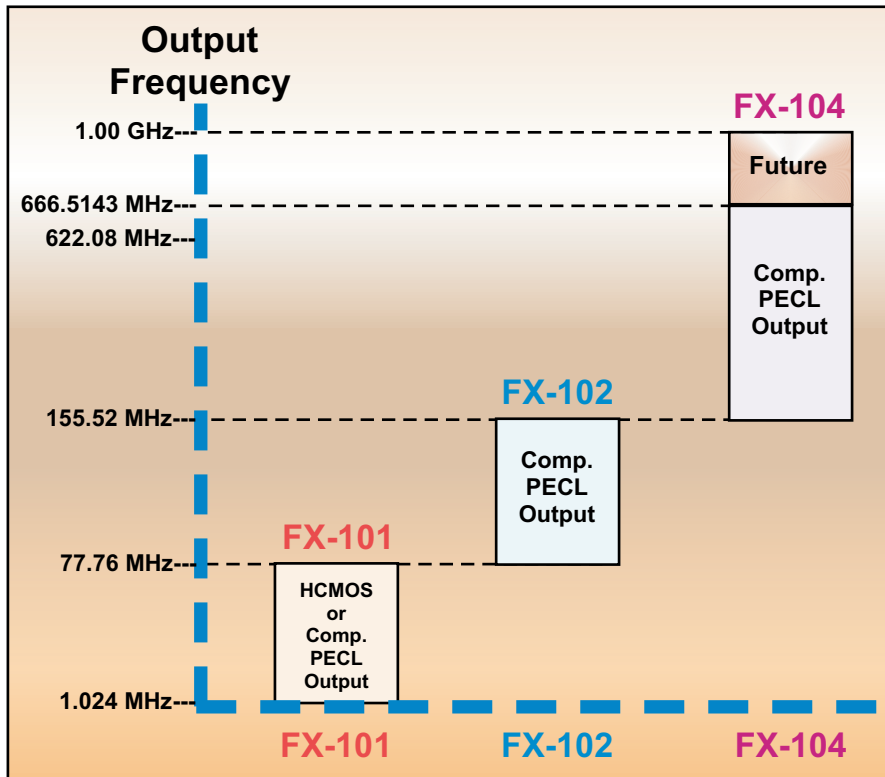 Output
Frequency
FX-104
1.00 GHz---
Future
666.5143 MHz---
622.08 MHz---
Comp.
PECL
Output
FX-102
155.52 MHz---
Comp.
PECL
Output
FX-101
77.76 MHz---
HCMOS
or
Comp.
PECL
Output
1.024 MHz---
FX-101
FX-102
FX-104